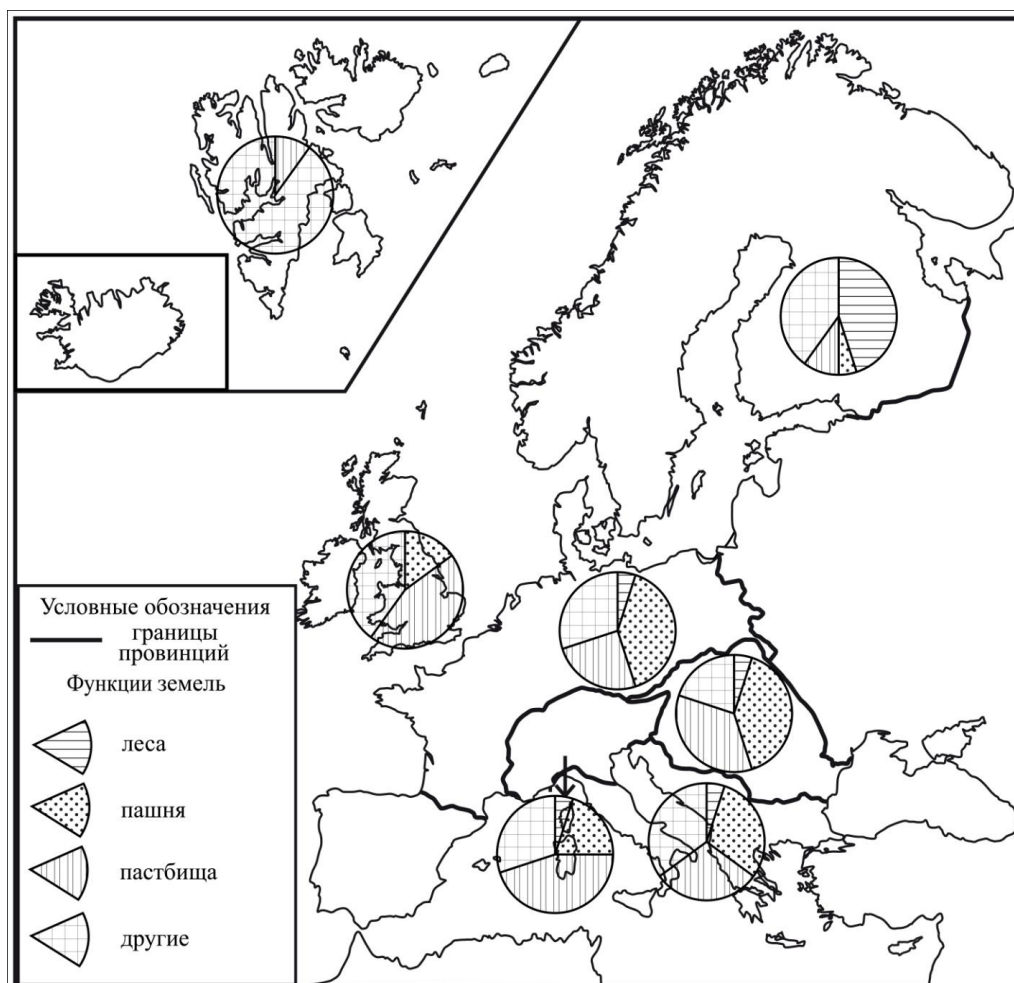 Условные обозначения
границы
провинций
Функции земель
леса
пашня
пастбища
другие